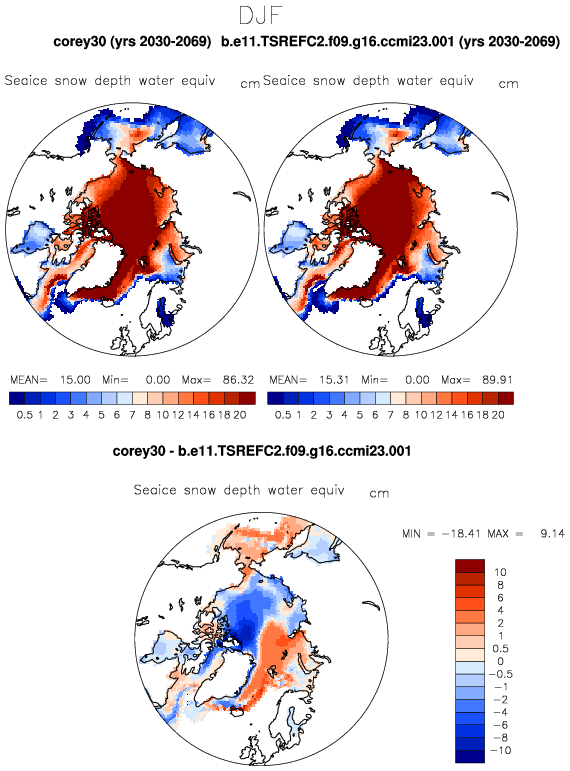 DJF
corey30 (yrs 2030-2069) b.e11.TSREFC2.f09.g16.ccmi23.001 (yrs 2030-2069)
Seaice snow depth water equiv cm Seaice snow depth water equiv cm
MEAN= 15.00 Min= 0.00 Max= 86.32 MEAN= 15.31 Min= 0.00 Max= 89.91
0.5 1 2 3 4 5 6 7 8 10 12 14 16 18 20 0.5 1 2 3 4 5 6 7 8 10 12 14 16 18 20
corey30 - b.e11.TSREFC2.f09.g16.ccmi23.001
Seaice snow depth water equiv cm
MIN = -18.41 MAX = 9.14
10
8
6
4
2
1
0.5
0
-0.5
-1
-2
-4
-6
-8
-10